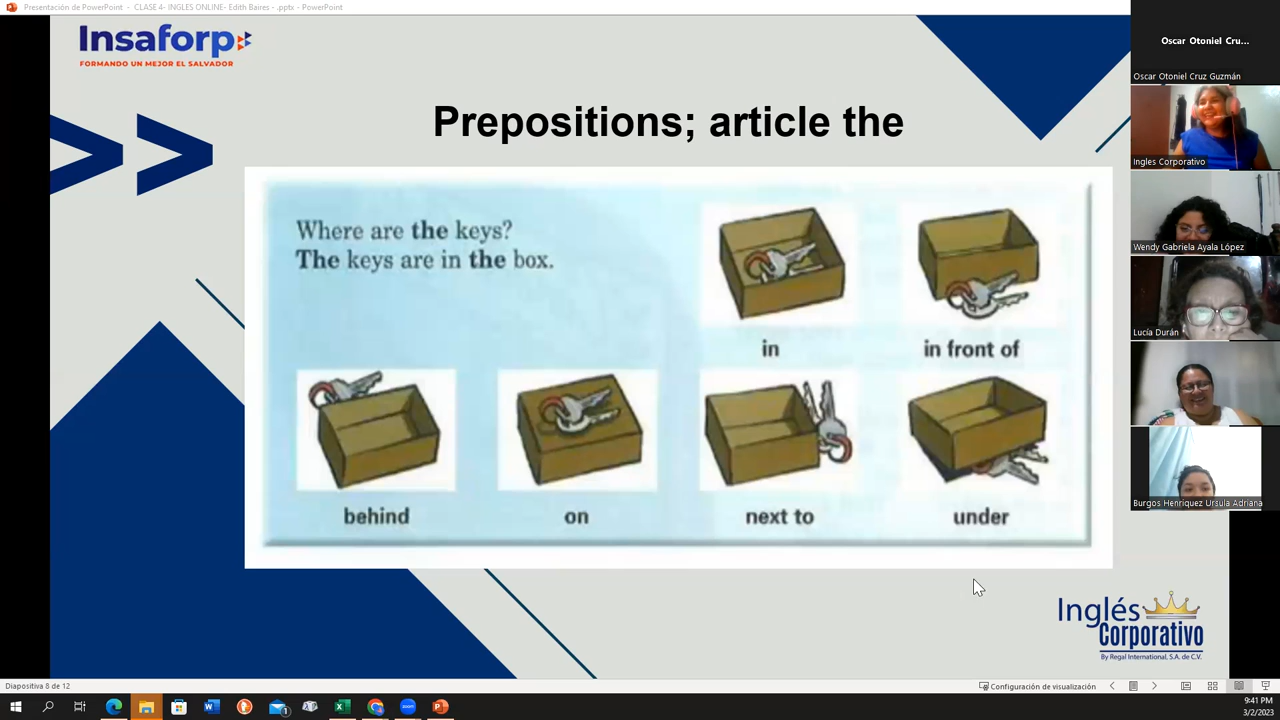 Presentación de PowerPoint - CLASE 4- INGLES ONLINE- Edith Baires - .pptx - PowerPoint
Insaforp
FORMANDO UN MEJOR EL SALVADOR
Prepositions; article the
Where are the keys?
The keys are in the box.
in
in front of
behind
on
next to
under
Inglés
Corporativo
By Regal International, S.A. de C.V.
Oscar Otoniel Cru...
Oscar Otoniel Cruz Guzmán
Ingles Corporativo
Wendy Gabriela Ayala López
Lucía Durán
Burgos Henriquez Ursula Adriana
Diapositiva 8 de 12
Configuración de visualización
9:41 PM
3/2/2023